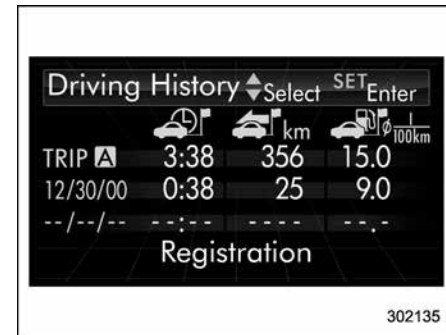 Driving History Select SET Enter
km ø l/100km
TRIP A 3:38 356 15.0
12/30/00 0:38 25 9.0
--/--/-- --:-- ---- --.-
Registration
302135